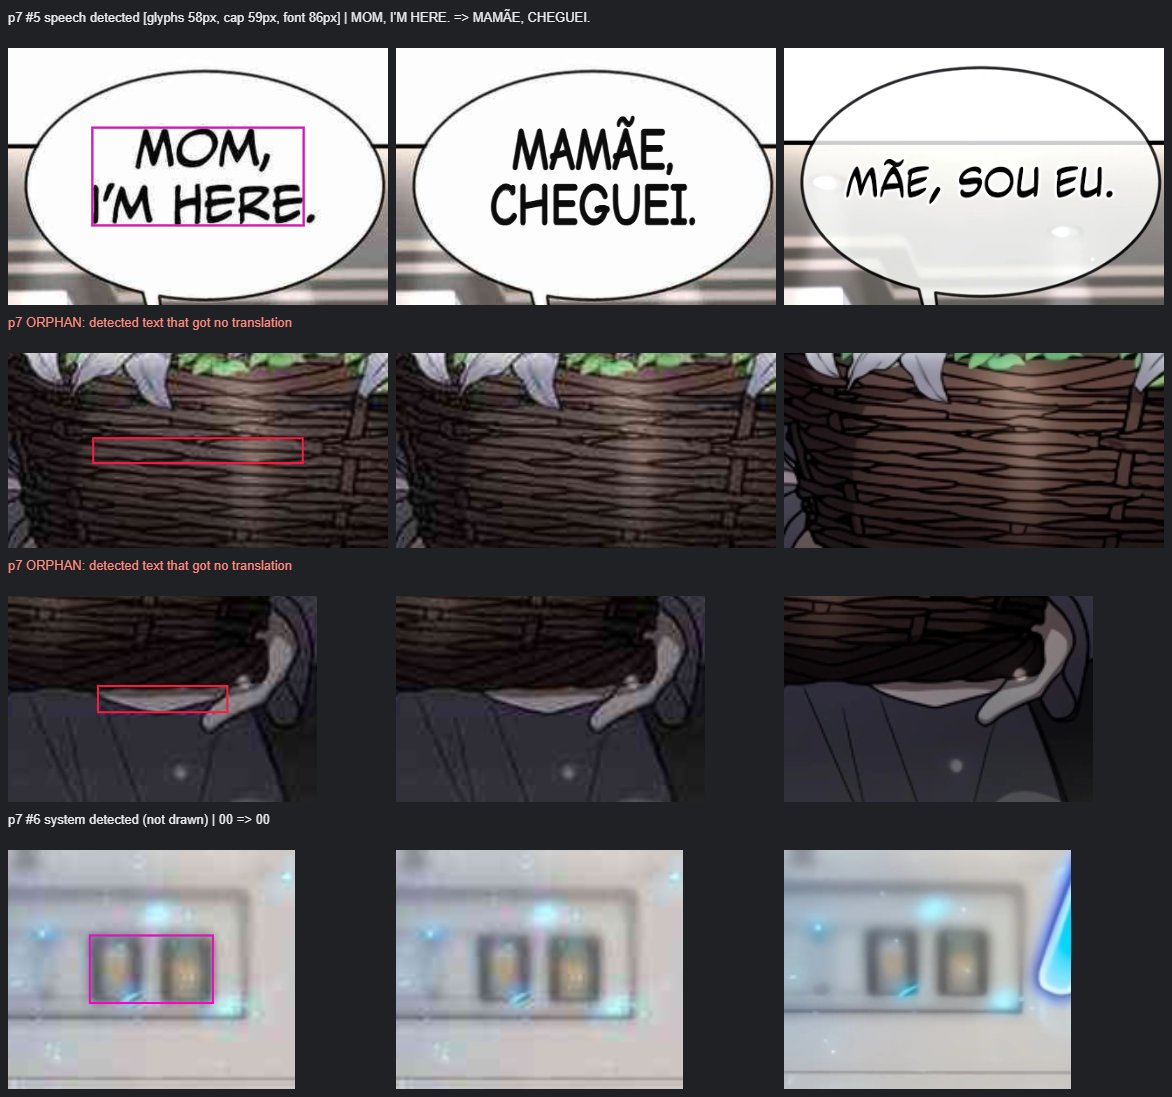 p7 #5 speech detected [glyphs 58px, cap 59px, font 86px] | MOM, I'M HERE. => MAMÃE, CHEGUEI.
MOM,
I'M HERE.
MAMÃE,
CHEGUEI.
MÃE, SOU EU.
p7 ORPHAN: detected text that got no translation
p7 ORPHAN: detected text that got no translation
p7 #6 system detected (not drawn) | 00 => 00